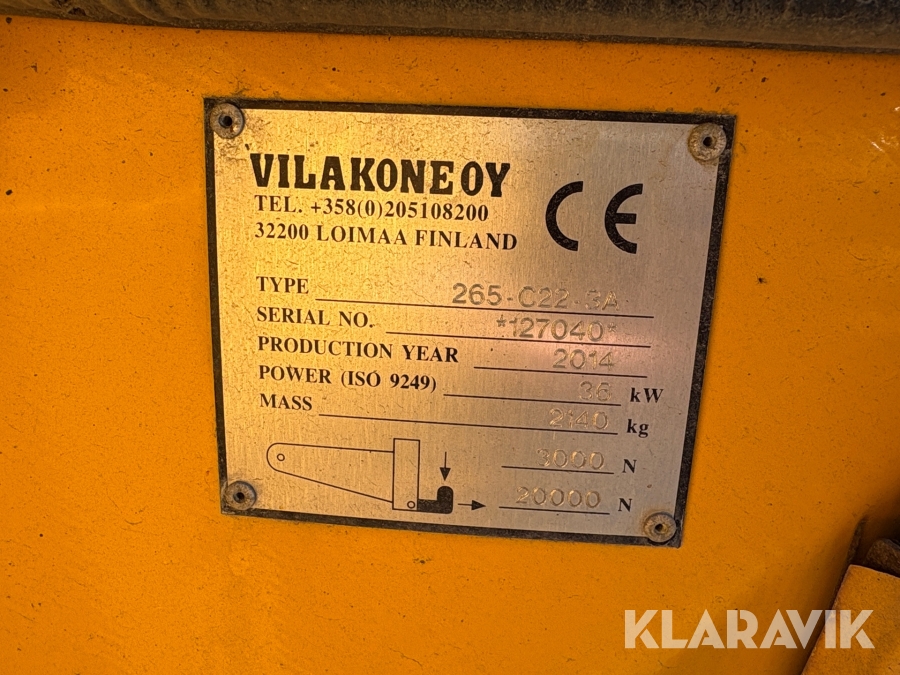 VILAKONE OY
TEL. +358(0)205108200
32200 LOIMAA FINLAND
CE
TYPE 265-C22-3A
SERIAL NO. *127040*
PRODUCTION YEAR 2014
POWER (ISO 9249) 36 kW
MASS 2140 kg
3000 N
20000 N
KLARAVIK